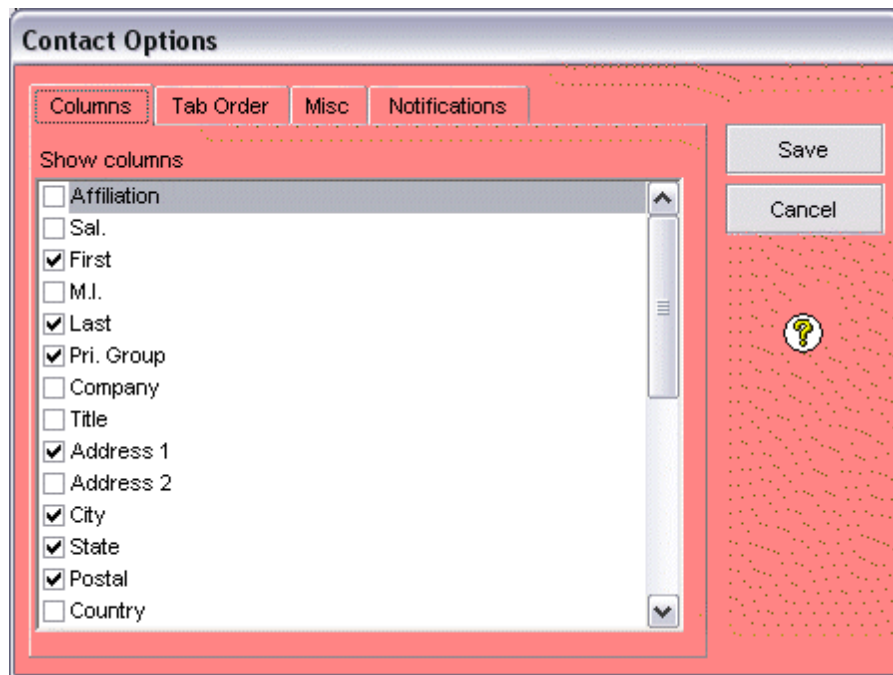 Contact Options
Columns Tab Order Misc Notifications
Show columns
Affiliation
Sal.
First
M.I.
Last
Pri. Group
Company
Title
Address 1
Address 2
City
State
Postal
Country
Save
Cancel
?